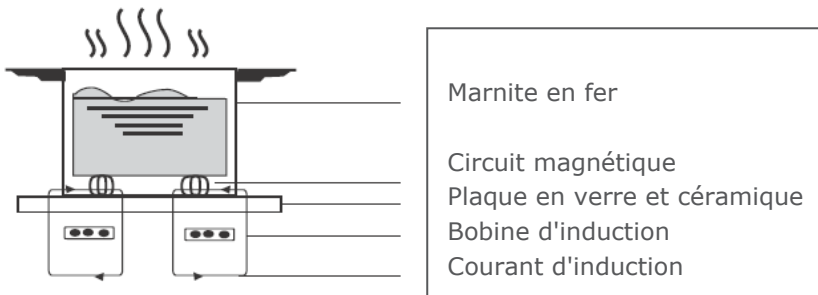 Marnite en fer
Circuit magnétique
Plaque en verre et céramique
Bobine d'induction
Courant d'induction